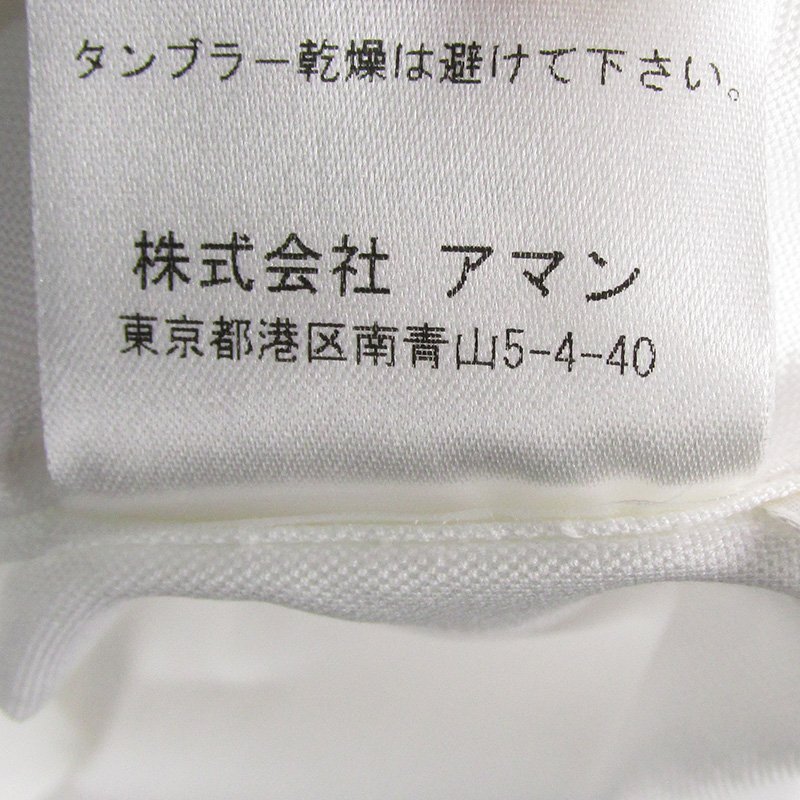 タンブラー乾燥は避けて下さい。
株式会社 アマン
東京都港区南青山5-4-40